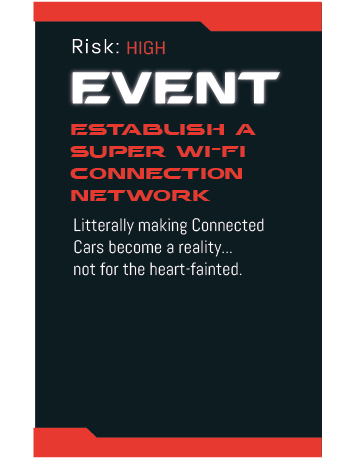 Risk: HIGH
EVENT
ESTABLISH A
SUPER WI-FI
CONNECTION
NETWORK
Litterally making Connected
Cars become a reality...
not for the heart-fainted.